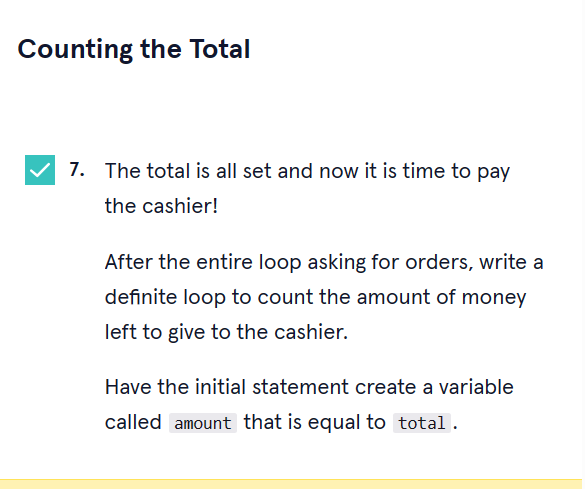 Counting the Total
7. The total is all set and now it is time to pay
the cashier!
After the entire loop asking for orders, write a
definite loop to count the amount of money
left to give to the cashier.
Have the initial statement create a variable
called amount that is equal to total.